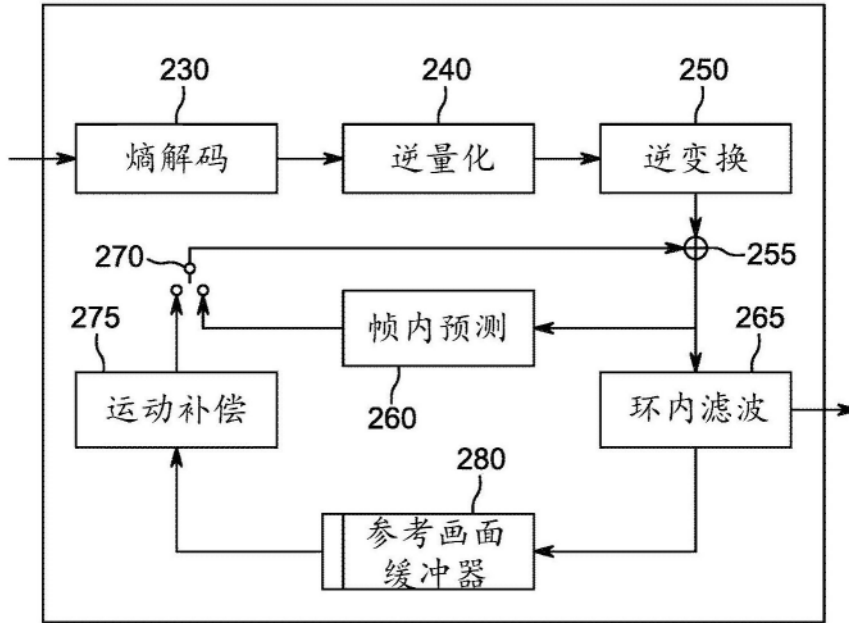 230
240
250
熵解码
逆量化
逆变换
270
255
275
帧内预测
265
运动补偿
260
环内滤波
280
参考画面
缓冲器